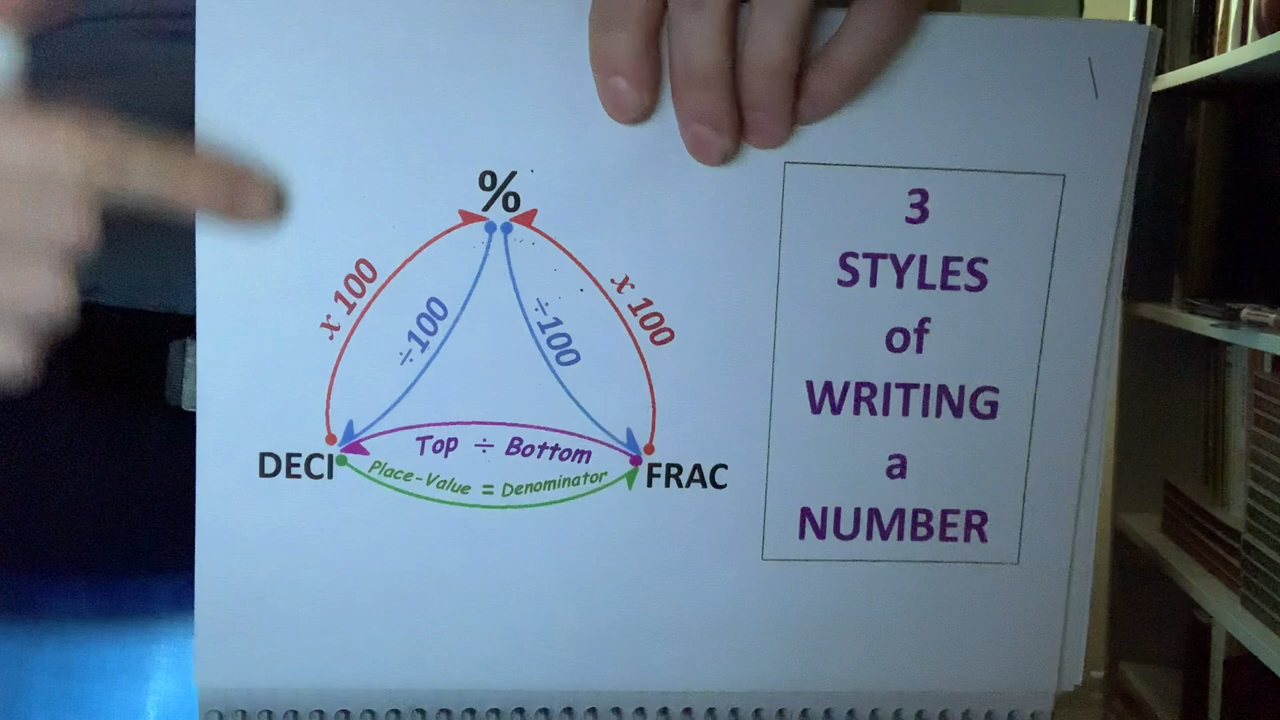 %
x 100
÷100
÷100
x 100
Top ÷ Bottom
DECI
Place-Value = Denominator
FRAC
3
STYLES
of
WRITING
a
NUMBER